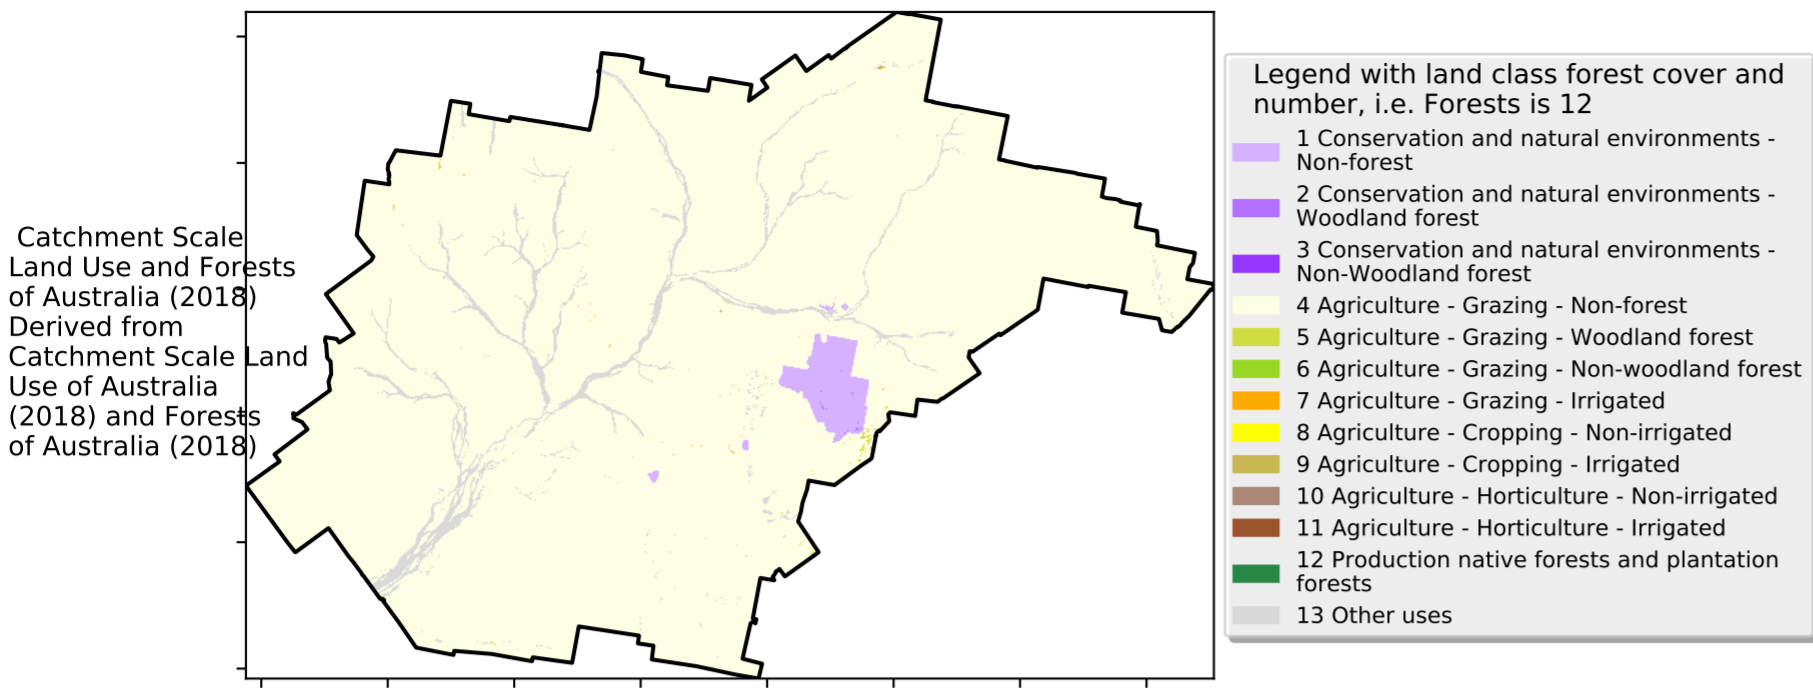 Catchment Scale
Land Use and Forests
of Australia (2018)
Derived from
Catchment Scale Land
Use of Australia
(2018) and Forests
of Australia (2018)
Legend with land class forest cover and
number, i.e. Forests is 12
1 Conservation and natural environments -
Non-forest
2 Conservation and natural environments -
Woodland forest
3 Conservation and natural environments -
Non-Woodland forest
4 Agriculture - Grazing - Non-forest
5 Agriculture - Grazing - Woodland forest
6 Agriculture - Grazing - Non-woodland forest
7 Agriculture - Grazing - Irrigated
8 Agriculture - Cropping - Non-irrigated
9 Agriculture - Cropping - Irrigated
10 Agriculture - Horticulture - Non-irrigated
11 Agriculture - Horticulture - Irrigated
12 Production native forests and plantation
forests
13 Other uses